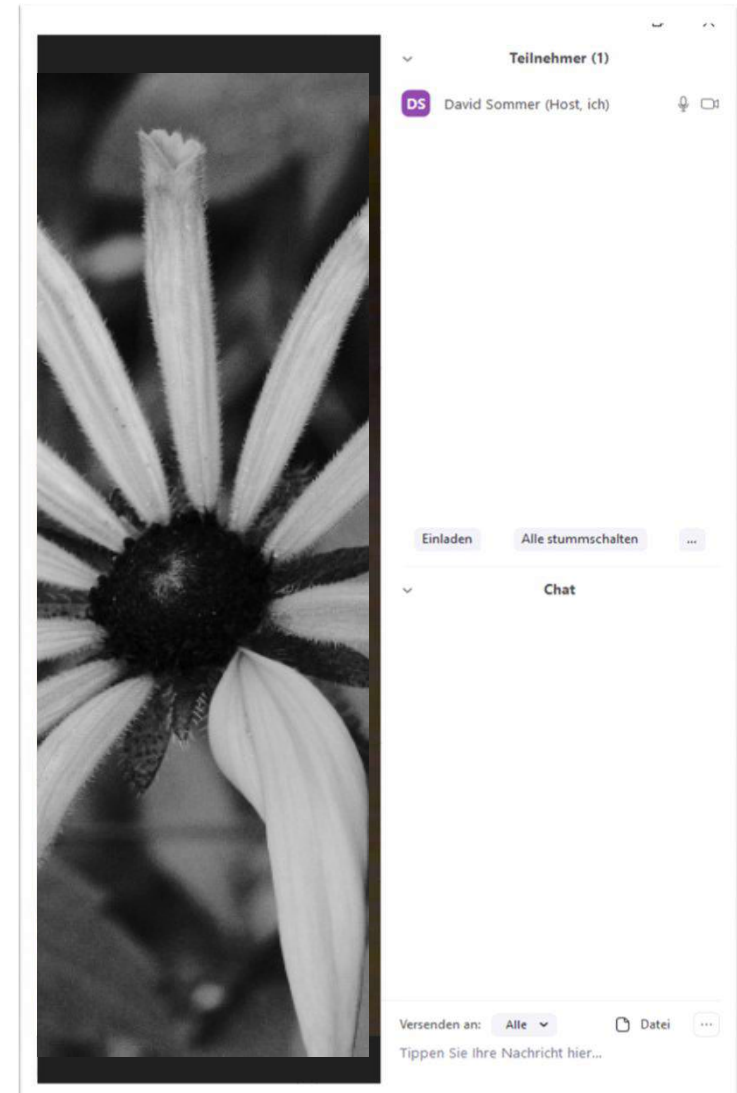 Teilnehmer (1)
DS David Sommer (Host, ich)
Einladen Alle stummschalten ...
Chat
Versenden an: Alle Datei ...
Tippen Sie Ihre Nachricht hier...